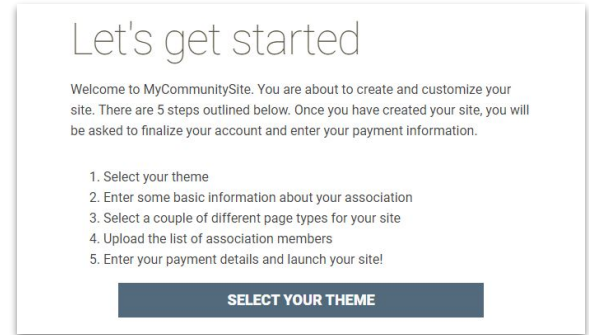 Let's get started
Welcome to MyCommunitySite. You are about to create and customize your
site. There are 5 steps outlined below. Once you have created your site, you will
be asked to finalize your account and enter your payment information.
1. Select your theme
2. Enter some basic information about your association
3. Select a couple of different page types for your site
4. Upload the list of association members
5. Enter your payment details and launch your site!
SELECT YOUR THEME